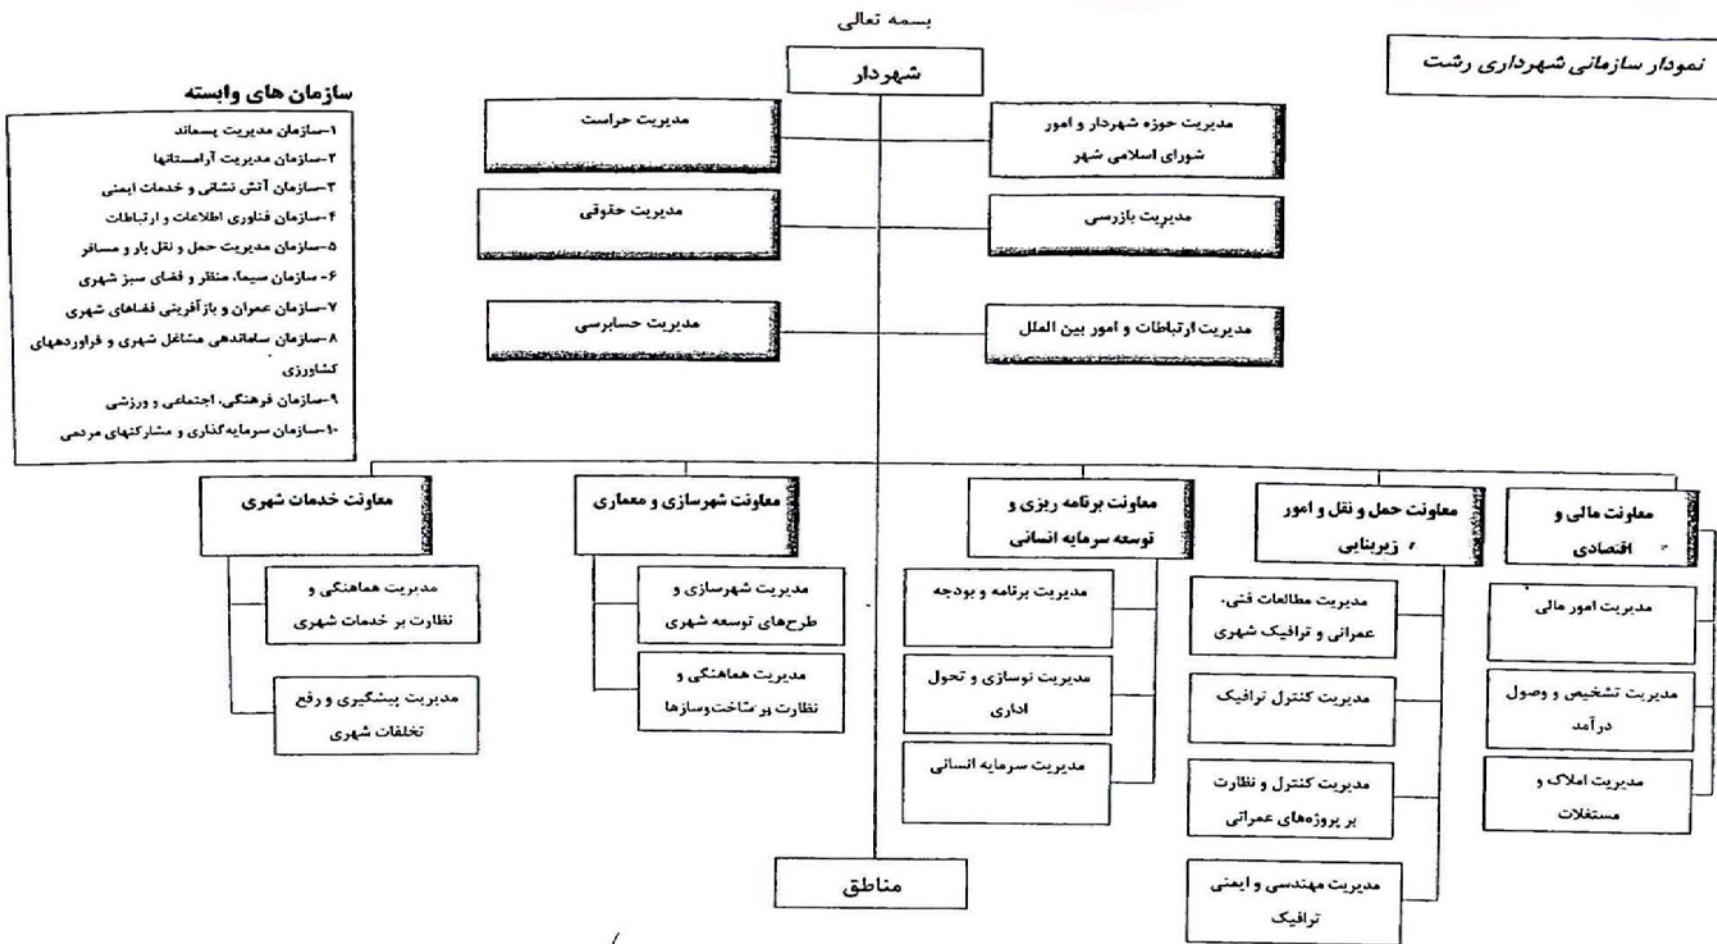 بسمه تعالی
نمودار سازمانی شهرداری رشت
شهردار
سازمان های وابسته
۱-سازمان مدیریت پسماند
۲-سازمان مدیریت آرامستانها
۳-سازمان آتش نشانی و خدمات ایمنی
۴-سازمان فناوری اطلاعات و ارتباطات
۵-سازمان مدیریت حمل و نقل بار و مسافر
۶- سازمان سیما، منظر و فضای سبز شهری
۷-سازمان عمران و بازآفرینی فضاهای شهری
۸-سازمان ساماندهی مشاغل شهری و فراوردههای
کشاورزی
۹-سازمان فرهنگی، اجتماعی و ورزشی
۱۰-سازمان سرمایه‌گذاری و مشارکتهای مردمی
مدیریت حوزه شهردار و امور
شورای اسلامی شهر
مدیریت حراست
مدیریت بازرسی
مدیریت حقوقی
مدیریت ارتباطات و امور بین الملل
مدیریت حسابرسی
معاونت مالی و
اقتصادی
مدیریت امور مالی
مدیریت تشخیص و وصول
درآمد
مدیریت املاک و
مستغلات
معاونت حمل و نقل و امور
زیربنایی
مدیریت مطالعات فنی،
عمرانی و ترافیک شهری
مدیریت کنترل ترافیک
مدیریت کنترل و نظارت
بر پروژه‌های عمرانی
مدیریت مهندسی و ایمنی
ترافیک
معاونت برنامه ریزی و
توسعه سرمایه انسانی
مدیریت برنامه و بودجه
مدیریت نوسازی و تحول
اداری
مدیریت سرمایه انسانی
معاونت شهرسازی و معماری
مدیریت شهرسازی و
طرح‌های توسعه شهری
مدیریت هماهنگی و
نظارت بر ساخت‌وسازها
معاونت خدمات شهری
مدیریت هماهنگی و
نظارت بر خدمات شهری
مدیریت پیشگیری و رفع
تخلفات شهری
مناطق